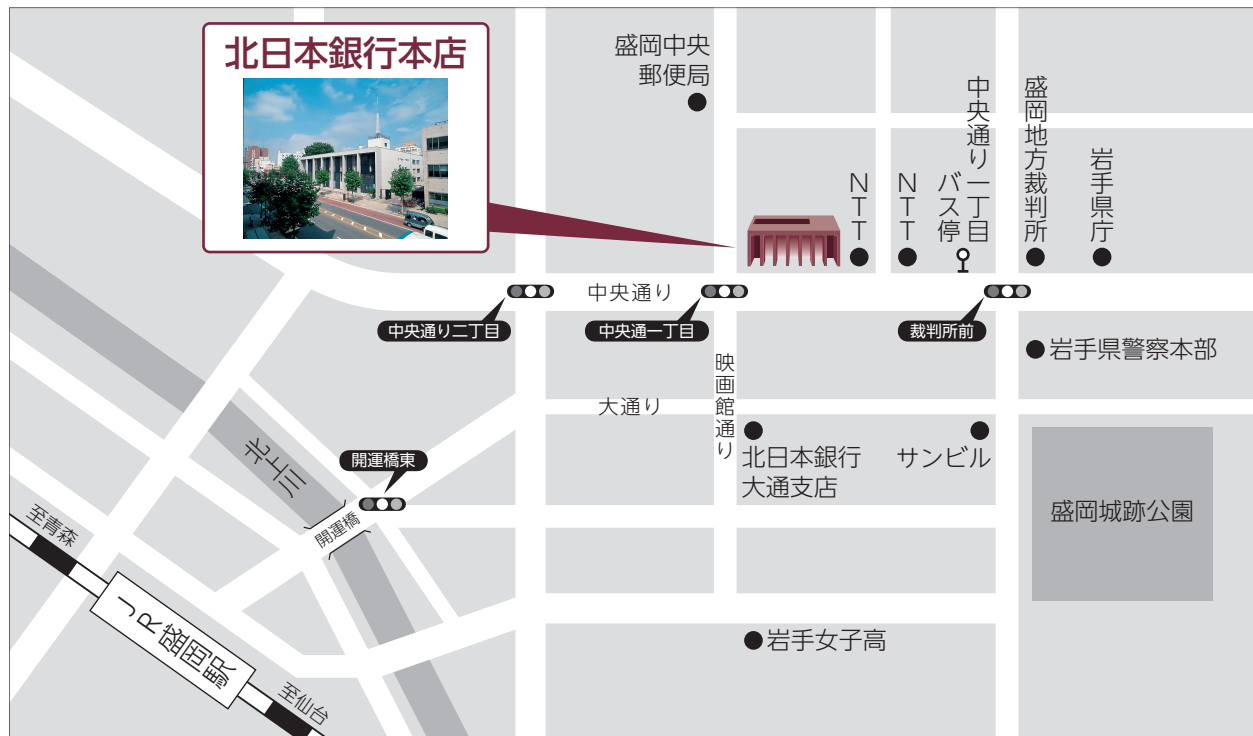 北日本銀行本店
盛岡中央
郵便局
NTT
NTT
中央通り一丁目
バス停
盛岡地方裁判所
岩手県庁
中央通り
中央通り二丁目
中央通一丁目
裁判所前
岩手県警察本部
映画館通り
大通り
北日本銀行
大通支店
サンビル
盛岡城跡公園
北上川
開運橋東
開運橋
至青森
JR盛岡駅
至仙台
岩手女子高